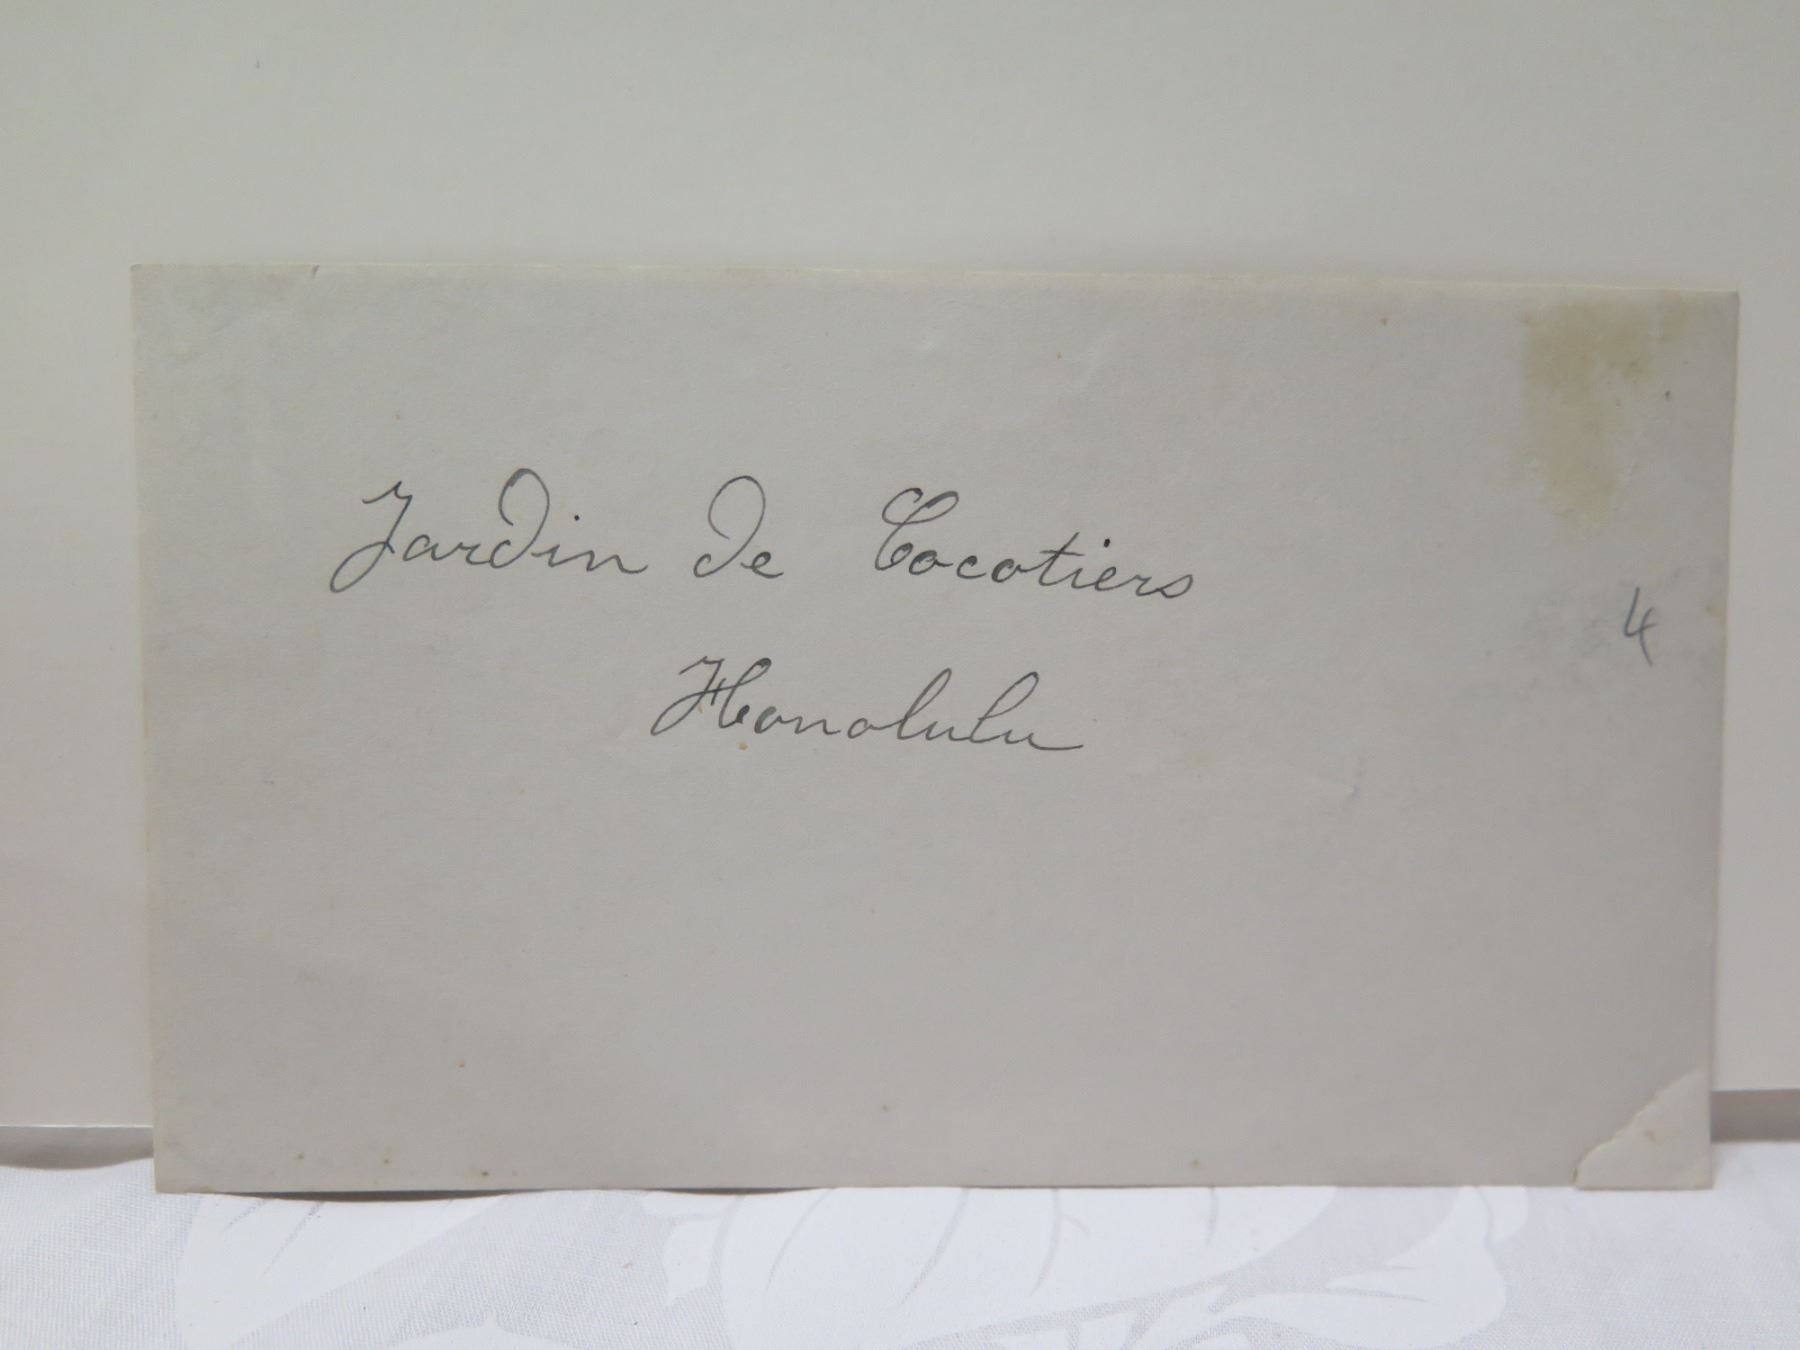 Jardin de Cocotiers
Honolulu
4